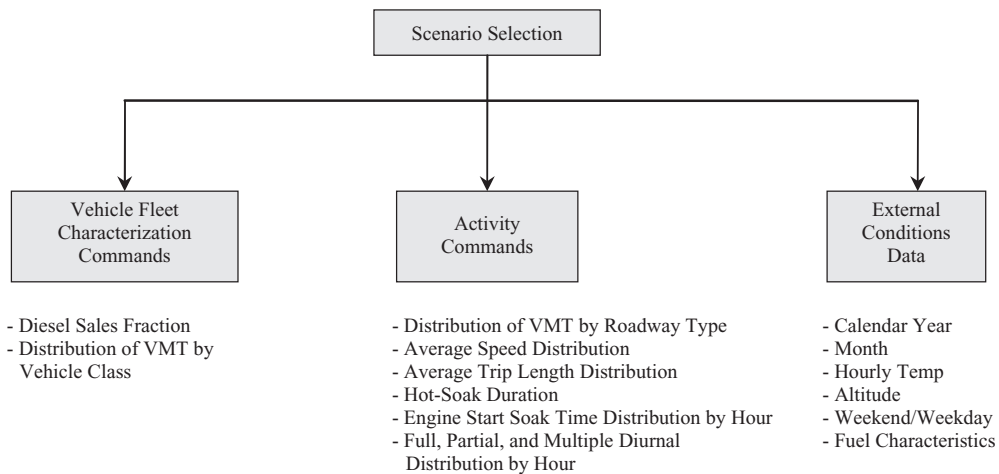 Scenario Selection
Vehicle Fleet
Characterization
Commands
Activity
Commands
External
Conditions
Data
- Diesel Sales Fraction
- Distribution of VMT by
Vehicle Class
- Distribution of VMT by Roadway Type
- Average Speed Distribution
- Average Trip Length Distribution
- Hot-Soak Duration
- Engine Start Soak Time Distribution by Hour
- Full, Partial, and Multiple Diurnal
Distribution by Hour
- Calendar Year
- Month
- Hourly Temp
- Altitude
- Weekend/Weekday
- Fuel Characteristics